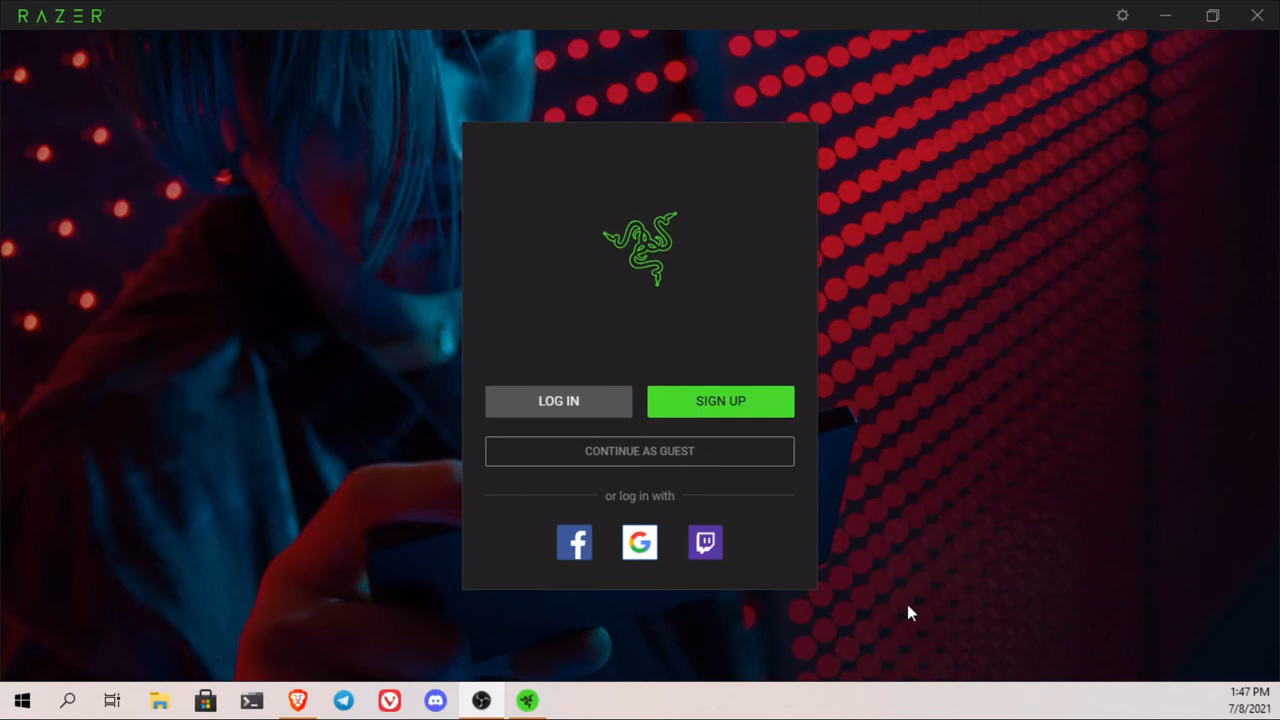 RAZER
LOG IN
SIGN UP
CONTINUE AS GUEST
or log in with
1:47 PM
7/8/2021